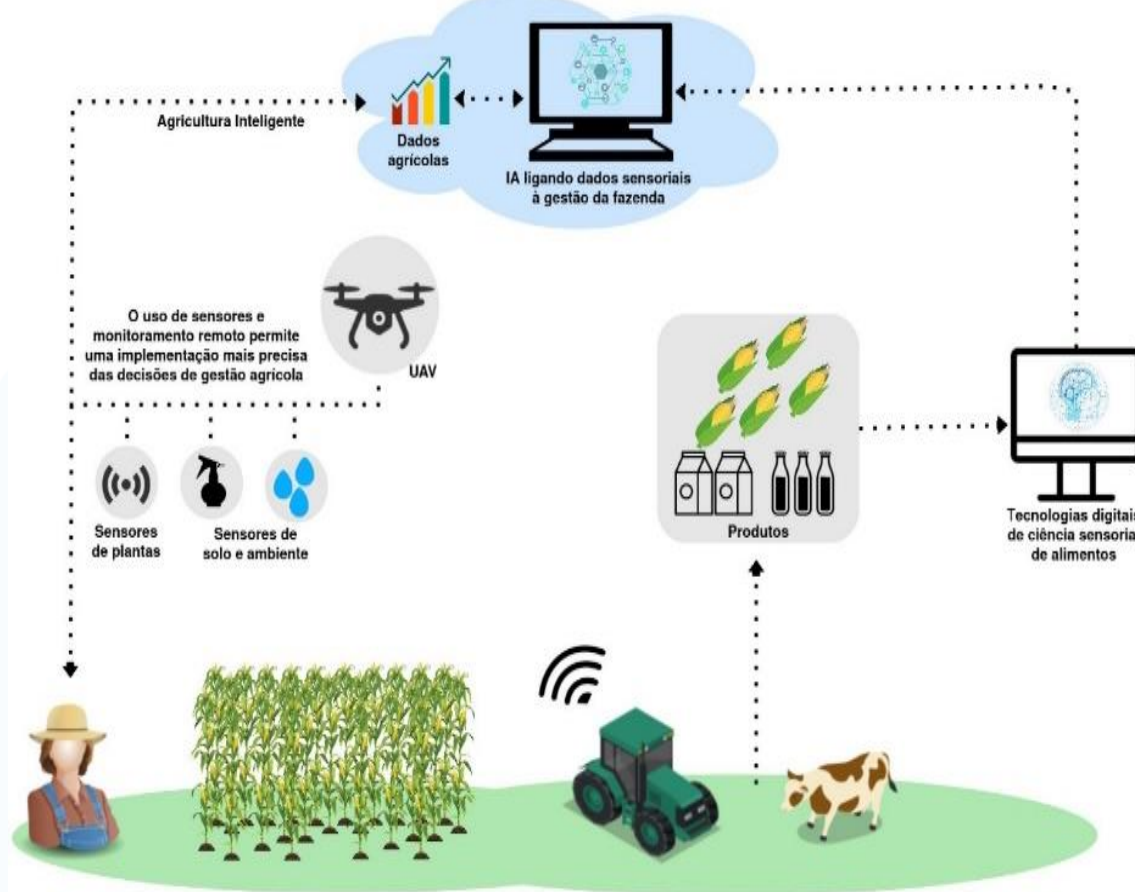 Agricultura Inteligente
Dados
agrícolas
IA ligando dados sensoriais
à gestão da fazenda
O uso de sensores e
monitoramento remoto permite
uma implementação mais precisa
das decisões de gestão agrícola
UAV
Sensores
de plantas
Sensores de
solo e ambiente
Produtos
Tecnologias digitais
de ciência sensoria
de alimentos